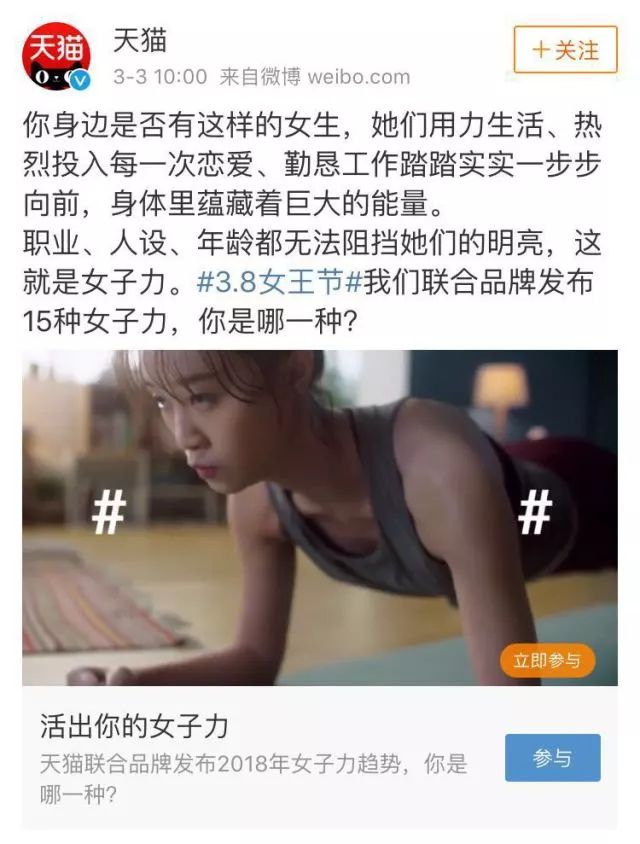 天猫
天猫
3-3 10:00 来自微博 weibo.com
+关注
你身边是否有这样的女生，她们用力生活、热
烈投入每一次恋爱、勤恳工作踏踏实实一步步
向前，身体里蕴藏着巨大的能量。
职业、人设、年龄都无法阻挡她们的明亮，这
就是女子力。#3.8女王节#我们联合品牌发布
15种女子力，你是哪一种？
# #
立即参与
活出你的女子力
天猫联合品牌发布2018年女子力趋势，你是
哪一种？
参与